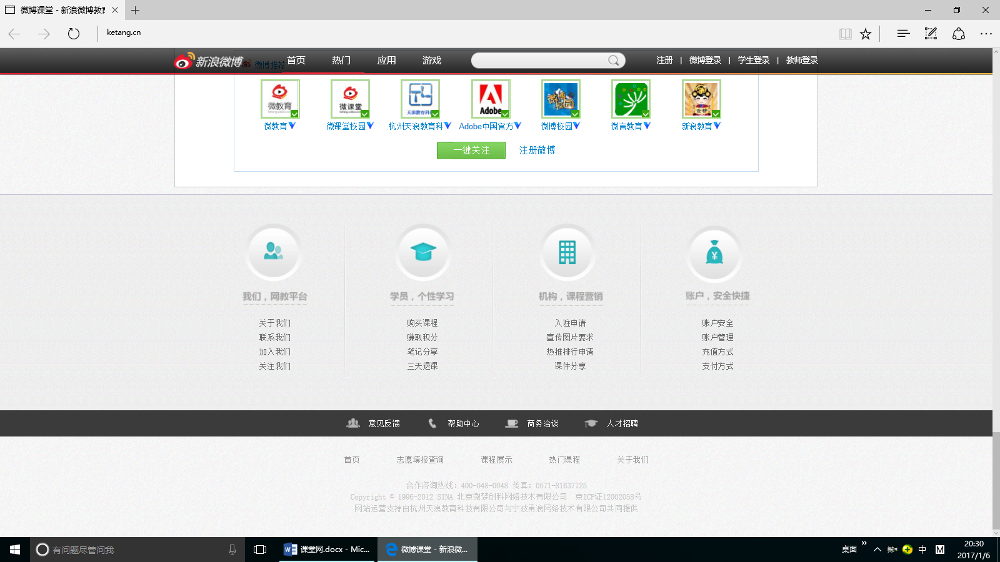 微博课堂 - 新浪微博教育
ketang.cn
新浪微博 微博推荐 首页 热门 应用 游戏 注册 | 微博登录 | 学生登录 | 教师登录
微教育 微课堂 天浪教育科 Adobe 微博校园
微教育 微课堂校园 杭州天浪教育科 Adobe中国官方 微博校园 微言教育 新浪教育
一键关注 注册微博
我们，网教平台 学员，个性学习 机构，课程营销 账户，安全快捷
关于我们 购买课程 入驻申请 账户安全
联系我们 赚取积分 宣传图片要求 账户管理
加入我们 笔记分享 热推排行申请 充值方式
关注我们 三天退课 课件分享 支付方式
意见反馈 帮助中心 商务洽谈 人才招聘
首页 志愿填报查询 课程展示 热门课程 关于我们
合作咨询热线：400-048-0048 传真：0571-81637725
Copyright © 1996-2012 SINA 北京微梦创科网络技术有限公司 京ICP证12002058号
网站运营支持由杭州天浪教育科技有限公司与宁波甬浪网络技术有限公司共同提供
有问题尽管问我 课堂网.docx - Mic... 微博课堂 - 新浪微... 桌面 中 M 20:30
2017/1/6